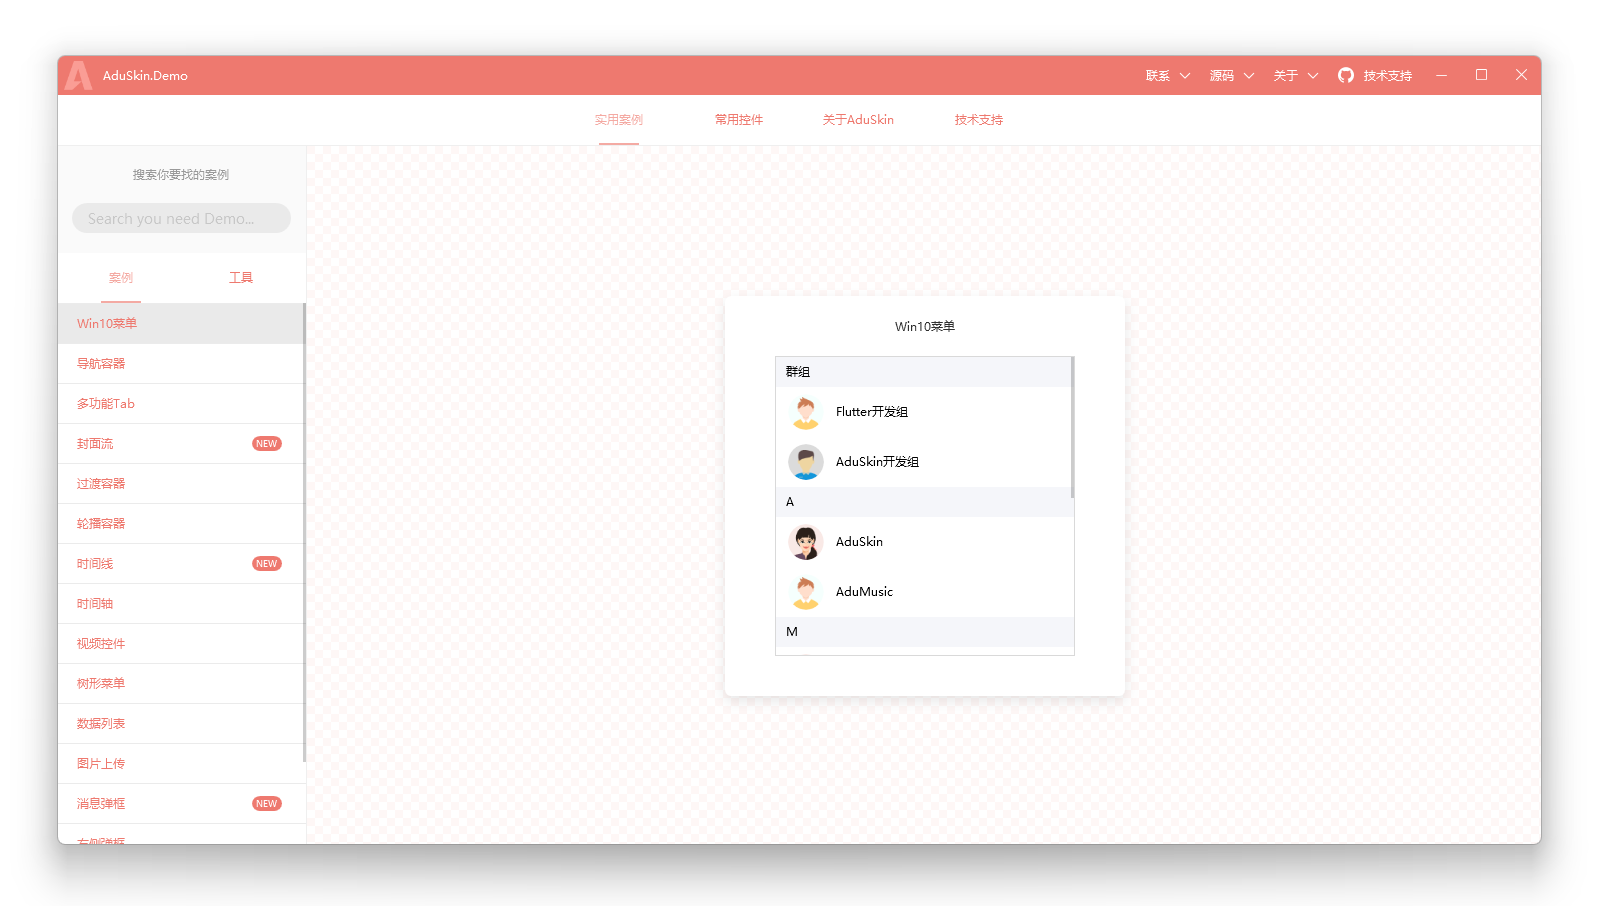 AduSkin.Demo
联系
源码
关于
技术支持
实用案例
常用控件
关于AduSkin
技术支持
搜索你要找的案例
Search you need Demo...
案例
工具
Win10菜单
导航容器
多功能Tab
封面流
NEW
过渡容器
轮播容器
时间线
NEW
时间轴
视频控件
树形菜单
数据列表
图片上传
消息弹框
NEW
Win10菜单
群组
Flutter开发组
AduSkin开发组
A
AduSkin
AduMusic
M